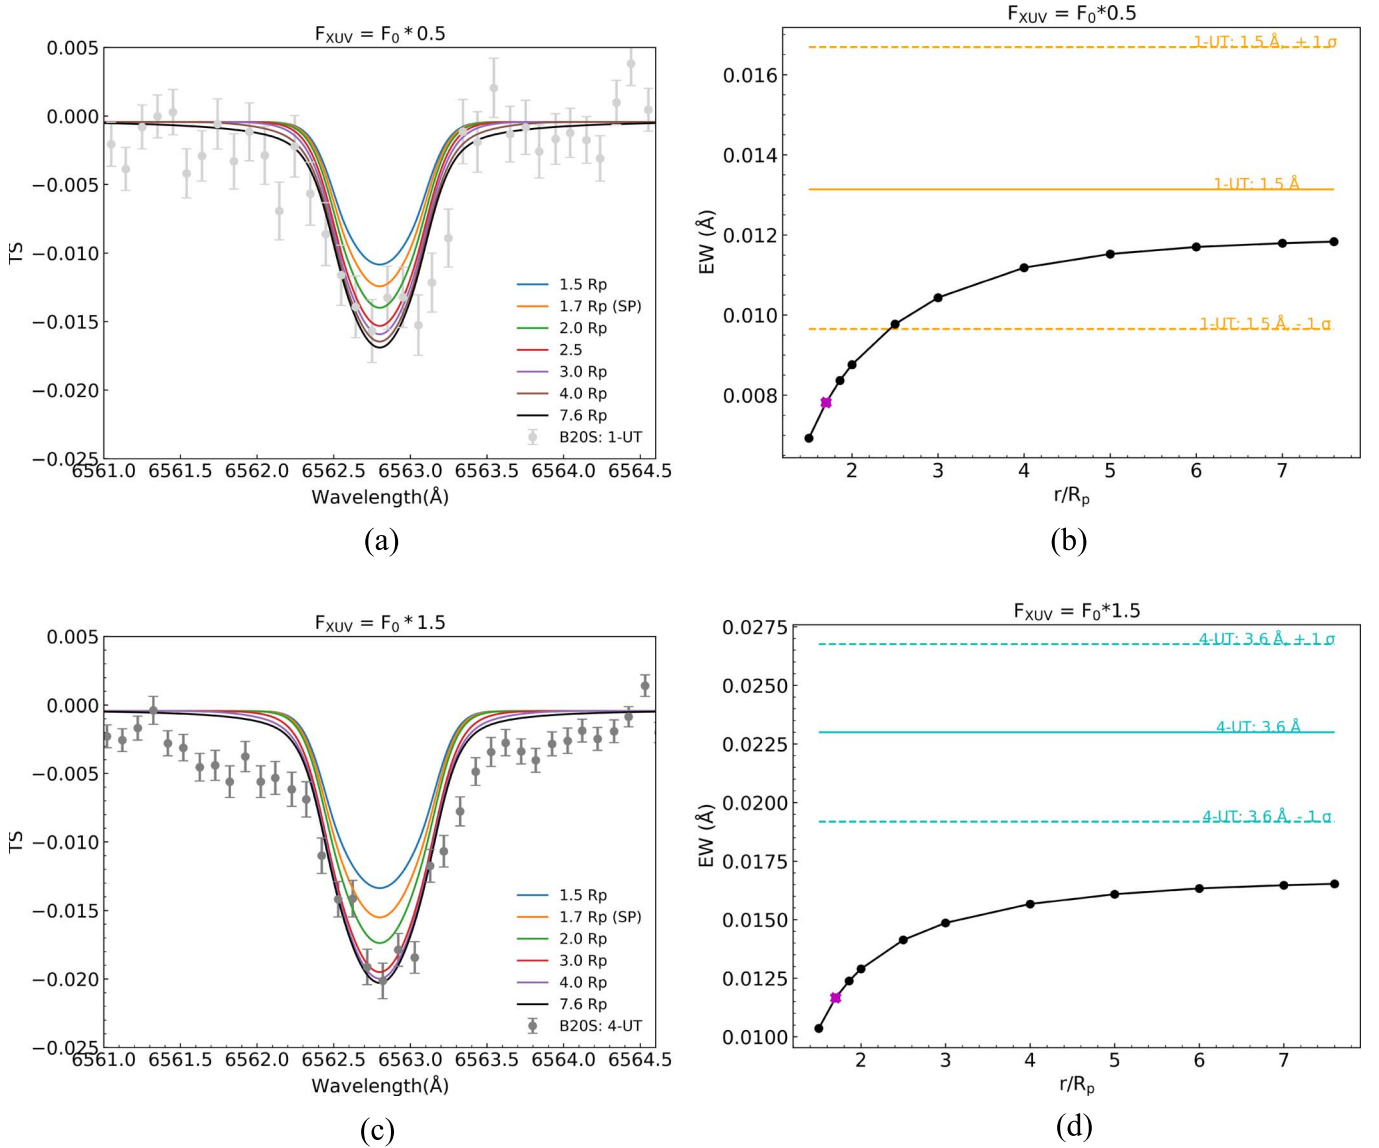 F_XUV = F_0 * 0.5
0.005
0.000
−0.005
−0.010
−0.015
−0.020
−0.025
TS
1.5 Rp
1.7 Rp (SP)
2.0 Rp
2.5
3.0 Rp
4.0 Rp
7.6 Rp
B20S: 1-UT
6561.0 6561.5 6562.0 6562.5 6563.0 6563.5 6564.0 6564.5
Wavelength(Å)
(a)
F_XUV = F_0*0.5
0.016
0.014
0.012
0.010
0.008
EW (Å)
1-UT: 1.5 Å, + 1 σ
1-UT: 1.5 Å
1-UT: 1.5 Å, - 1 σ
2 3 4 5 6 7
r/R_p
(b)
F_XUV = F_0 * 1.5
0.005
0.000
−0.005
−0.010
−0.015
−0.020
−0.025
TS
1.5 Rp
1.7 Rp (SP)
2.0 Rp
3.0 Rp
4.0 Rp
7.6 Rp
B20S: 4-UT
6561.0 6561.5 6562.0 6562.5 6563.0 6563.5 6564.0 6564.5
Wavelength(Å)
(c)
F_XUV = F_0*1.5
0.0275
0.0250
0.0225
0.0200
0.0175
0.0150
0.0125
0.0100
EW (Å)
4-UT: 3.6 Å, + 1 σ
4-UT: 3.6 Å
4-UT: 3.6 Å, - 1 σ
2 3 4 5 6 7
r/R_p
(d)